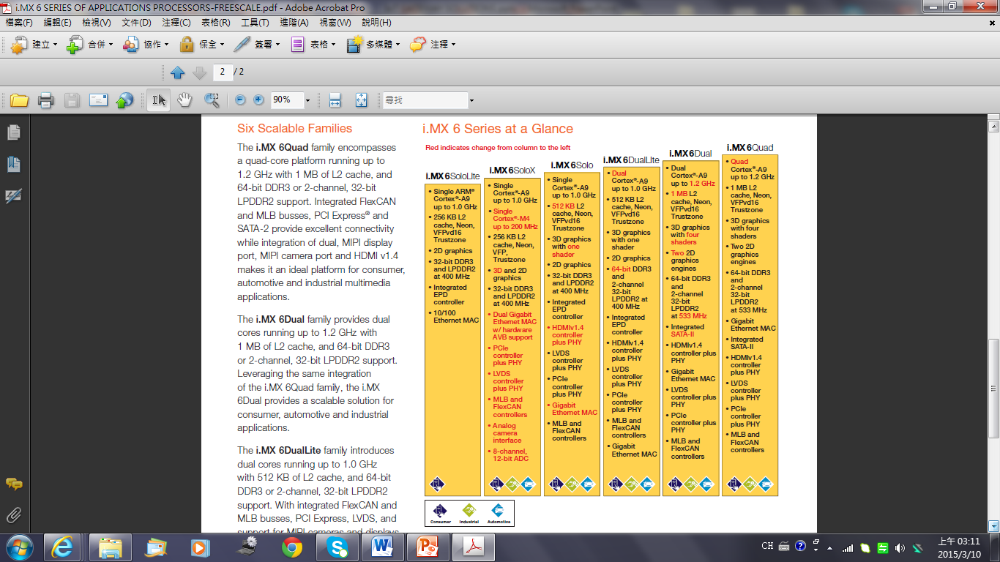 i.MX 6 SERIES OF APPLICATIONS PROCESSORS-FREESCALE.pdf - Adobe Acrobat Pro
檔案(F) 編輯(E) 檢視(V) 文件(D) 注釋(C) 表格(R) 工具(T) 進階(A) 視窗(W) 說明(H)
建立 合併 協作 保全 簽署 表格 多媒體 注釋
2 / 2
90% 尋找
Six Scalable Families
The i.MX 6Quad family encompasses
a quad-core platform running up to
1.2 GHz with 1 MB of L2 cache, and
64-bit DDR3 or 2-channel, 32-bit
LPDDR2 support. Integrated FlexCAN
and MLB busses, PCI Express® and
SATA-2 provide excellent connectivity
while integration of dual, MIPI display
port, MIPI camera port and HDMI v1.4
makes it an ideal platform for consumer,
automotive and industrial multimedia
applications.
The i.MX 6Dual family provides dual
cores running up to 1.2 GHz with
1 MB of L2 cache, and 64-bit DDR3
or 2-channel, 32-bit LPDDR2 support.
Leveraging the same integration
of the i.MX 6Quad family, the i.MX
6Dual provides a scalable solution for
consumer, automotive and industrial
applications.
The i.MX 6DualLite family introduces
dual cores running up to 1.0 GHz
with 512 KB of L2 cache, and 64-bit
DDR3 or 2-channel, 32-bit LPDDR2
support. With integrated FlexCAN and
MLB busses, PCI Express, LVDS, and
support for MIPI cameras and displays
i.MX 6 Series at a Glance
Red indicates change from column to the left
i.MX6SoloLite
• Single ARM®
Cortex®-A9
up to 1.0 GHz
• 256 KB L2
cache, Neon,
VFPvd16
Trustzone
• 2D graphics
• 32-bit DDR3
and LPDDR2
at 400 MHz
• Integrated
EPD
controller
• 10/100
Ethernet MAC
i.MX6SoloX
• Single
Cortex®-A9
up to 1.0 GHz
• Single
Cortex®-M4
up to 200 MHz
• 256 KB L2
cache, Neon,
VFP,
Trustzone
• 3D and 2D
graphics
• 32-bit DDR3
and LPDDR2
at 400 MHz
• Dual Gigabit
Ethernet MAC
w/ hardware
AVB support
• PCIe
controller
plus PHY
• LVDS
controller
plus PHY
• MLB and
FlexCAN
controllers
• Analog
camera
interface
• 8-channel,
12-bit ADC
i.MX6Solo
• Single
Cortex®-A9
up to 1.0 GHz
• 512 KB L2
cache, Neon,
VFPvd16
Trustzone
• 3D graphics
with one
shader
• 2D graphics
• 32-bit DDR3
and LPDDR2
at 400 MHz
• Integrated
EPD
controller
• HDMIv1.4
controller
plus PHY
• LVDS
controller
plus PHY
• PCIe
controller
plus PHY
• Gigabit
Ethernet MAC
• MLB and
FlexCAN
controllers
i.MX6DualLite
• Dual
Cortex®-A9
up to 1.0 GHz
• 512 KB L2
cache, Neon,
VFPvd16
Trustzone
• 3D graphics
with one
shader
• 2D graphics
• 64-bit DDR3
and
2-channel
32-bit
LPDDR2 at
400 MHz
• Integrated
EPD
controller
• HDMIv1.4
controller
plus PHY
• LVDS
controller
plus PHY
• PCIe
controller
plus PHY
• MLB and
FlexCAN
controllers
• Gigabit
Ethernet MAC
i.MX6Dual
• Dual
Cortex®-A9
up to 1.2 GHz
• 1 MB L2
cache, Neon,
VFPvd16
Trustzone
• 3D graphics
with four
shaders
• Two 2D
graphics
engines
• 64-bit DDR3
and
2-channel
32-bit
LPDDR2
at 533 MHz
• Integrated
SATA-II
• HDMIv1.4
controller plus
PHY
• Gigabit
Ethernet MAC
• LVDS
controller plus
PHY
• PCIe
controller plus
PHY
• MLB and
FlexCAN
controllers
i.MX6Quad
• Quad
Cortex®-A9
up to 1.2 GHz
• 1 MB L2
cache, Neon,
VFPvd16
Trustzone
• 3D graphics
with four
shaders
• Two 2D
graphics
engines
• 64-bit DDR3
and
2-channel
32-bit
LPDDR2
at 533 MHz
• Gigabit
Ethernet MAC
• Integrated
SATA-II
• HDMIv1.4
controller
plus PHY
• LVDS
controller
plus PHY
• PCIe
controller
plus PHY
• MLB and
FlexCAN
controllers
Consumer Industrial Automotive
CH
上午 03:11
2015/3/10